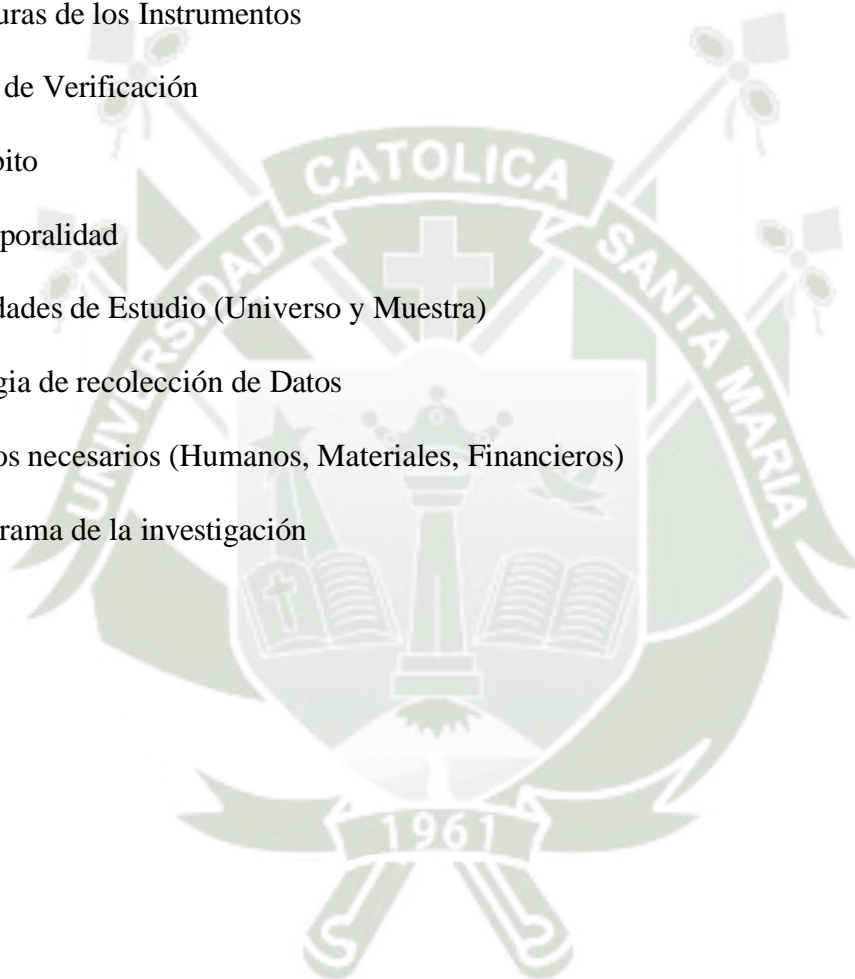 uras de los Instrumentos
de Verificación
bito
poralidad
dades de Estudio (Universo y Muestra)
gia de recolección de Datos
os necesarios (Humanos, Materiales, Financieros)
rama de la investigación
UNIVERSIDAD CATOLICA SANTA MARIA
1961